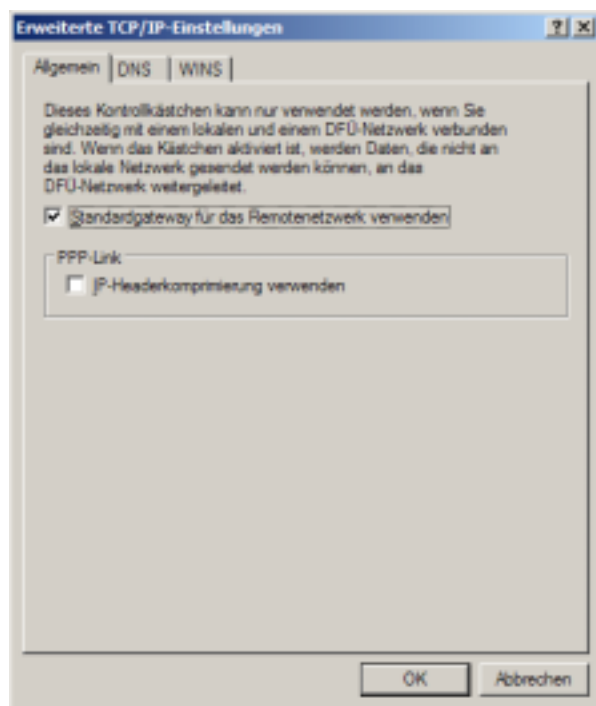 Erweiterte TCP/IP-Einstellungen
Allgemein DNS WINS
Dieses Kontrollkästchen kann nur verwendet werden, wenn Sie
gleichzeitig mit einem lokalen und einem DFÜ-Netzwerk verbunden
sind. Wenn das Kästchen aktiviert ist, werden Daten, die nicht an
das lokale Netzwerk gesendet werden können, an das
DFÜ-Netzwerk weitergeleitet.
Standardgateway für das Remotenetzwerk verwenden
PPP-Link
IP-Headerkomprimierung verwenden
OK Abbrechen